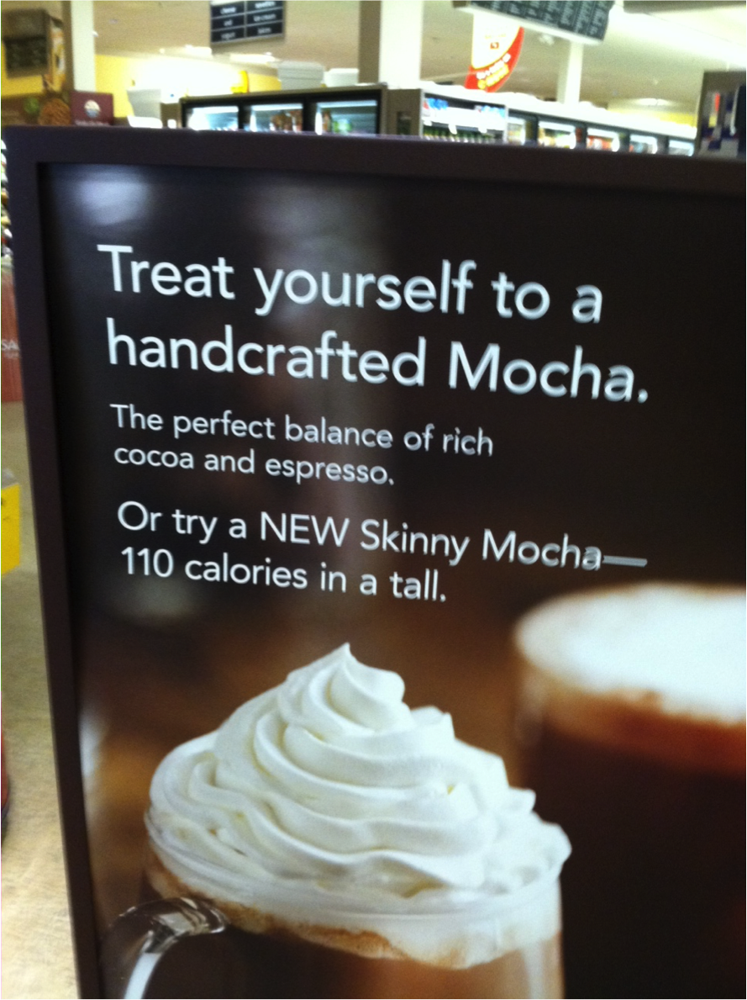 Treat yourself to a
handcrafted Mocha.
The perfect balance of rich
cocoa and espresso.
Or try a NEW Skinny Mocha—
110 calories in a tall.